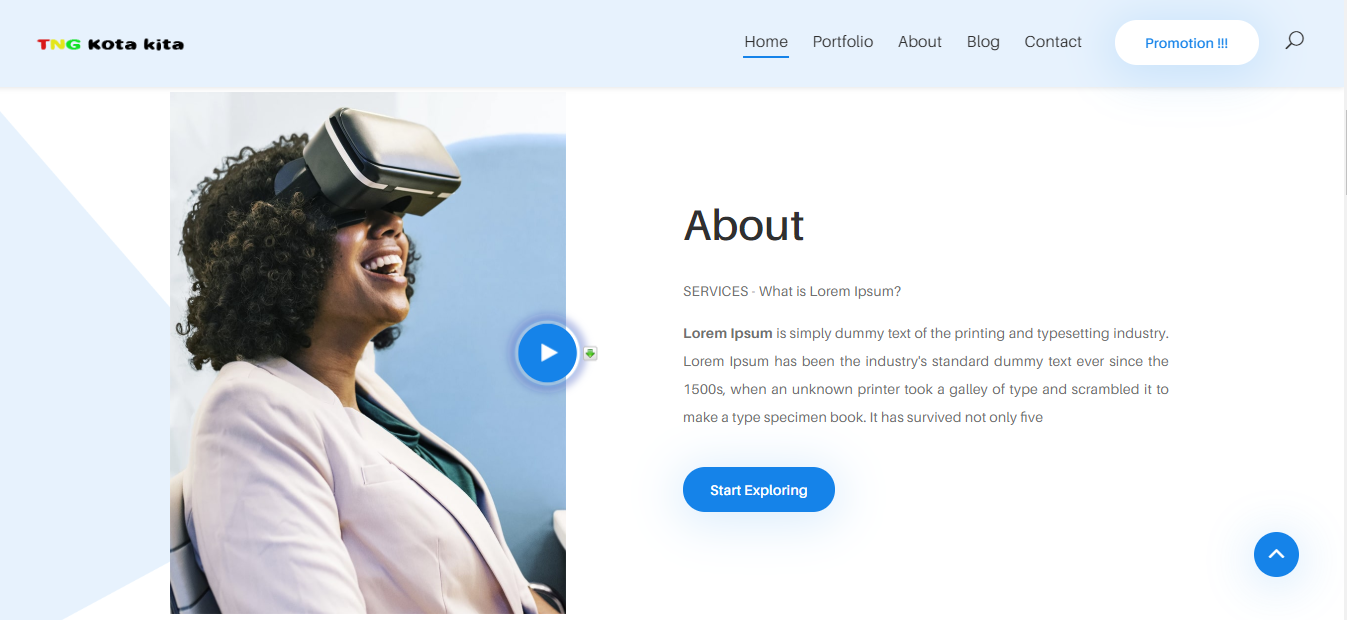 TNG Kota kita
Home
Portfolio
About
Blog
Contact
Promotion !!!
About
SERVICES - What is Lorem Ipsum?
Lorem Ipsum is simply dummy text of the printing and typesetting industry.
Lorem Ipsum has been the industry's standard dummy text ever since the
1500s, when an unknown printer took a galley of type and scrambled it to
make a type specimen book. It has survived not only five
Start Exploring